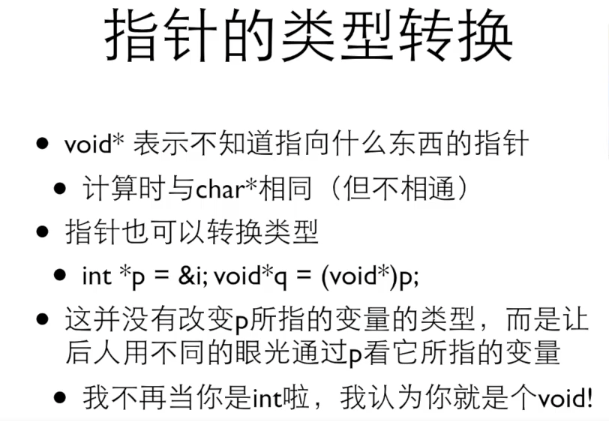 指针的类型转换
• void* 表示不知道指向什么东西的指针
• 计算时与char*相同（但不相通）
• 指针也可以转换类型
• int *p = &i; void*q = (void*)p;
• 这并没有改变p所指的变量的类型，而是让
后人用不同的眼光通过p看它所指的变量
• 我不再当你是int啦，我认为你就是个void!